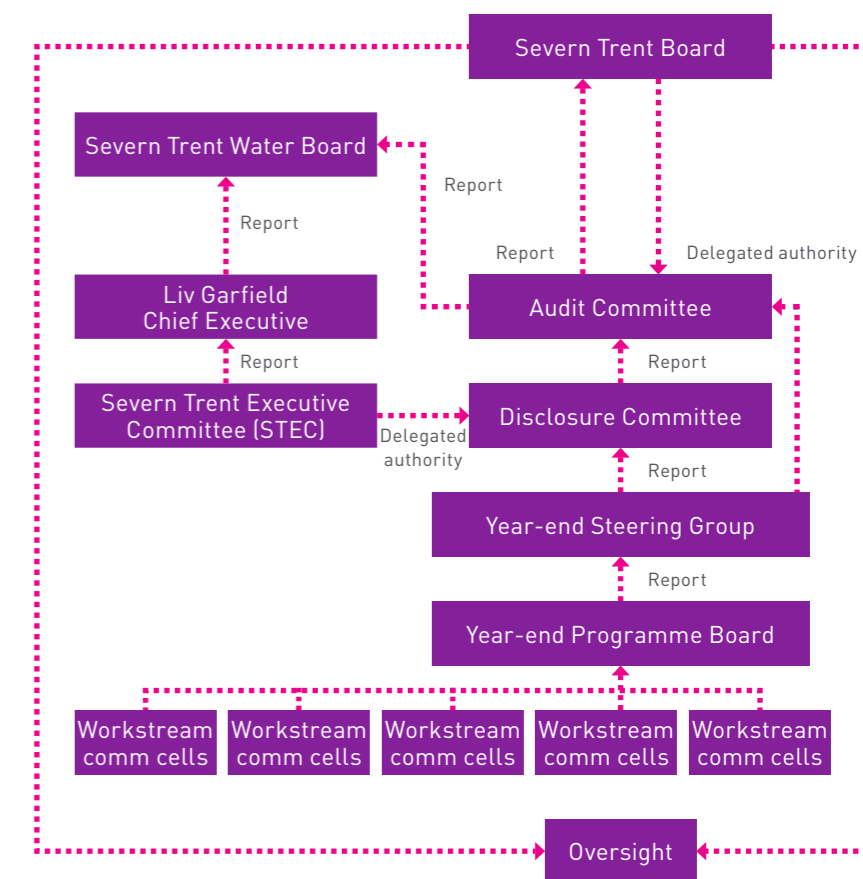 Severn Trent Board
Severn Trent Water Board
Report
Report
Report
Delegated authority
Liv Garfield
Chief Executive
Audit Committee
Report
Report
Severn Trent Executive
Committee (STEC)
Delegated
authority
Disclosure Committee
Report
Year-end Steering Group
Report
Year-end Programme Board
Workstream
comm cells
Workstream
comm cells
Workstream
comm cells
Workstream
comm cells
Workstream
comm cells
Oversight